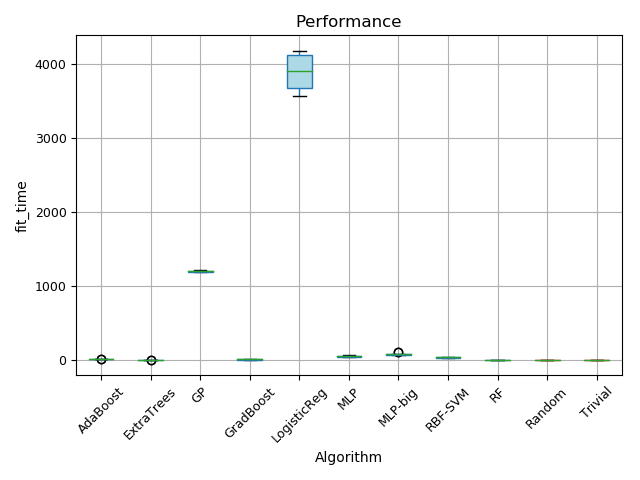 Performance
fit_time
4000
3000
2000
1000
0
AdaBoost
ExtraTrees
GP
GradBoost
LogisticReg
MLP
MLP-big
RBF-SVM
RF
Random
Trivial
Algorithm